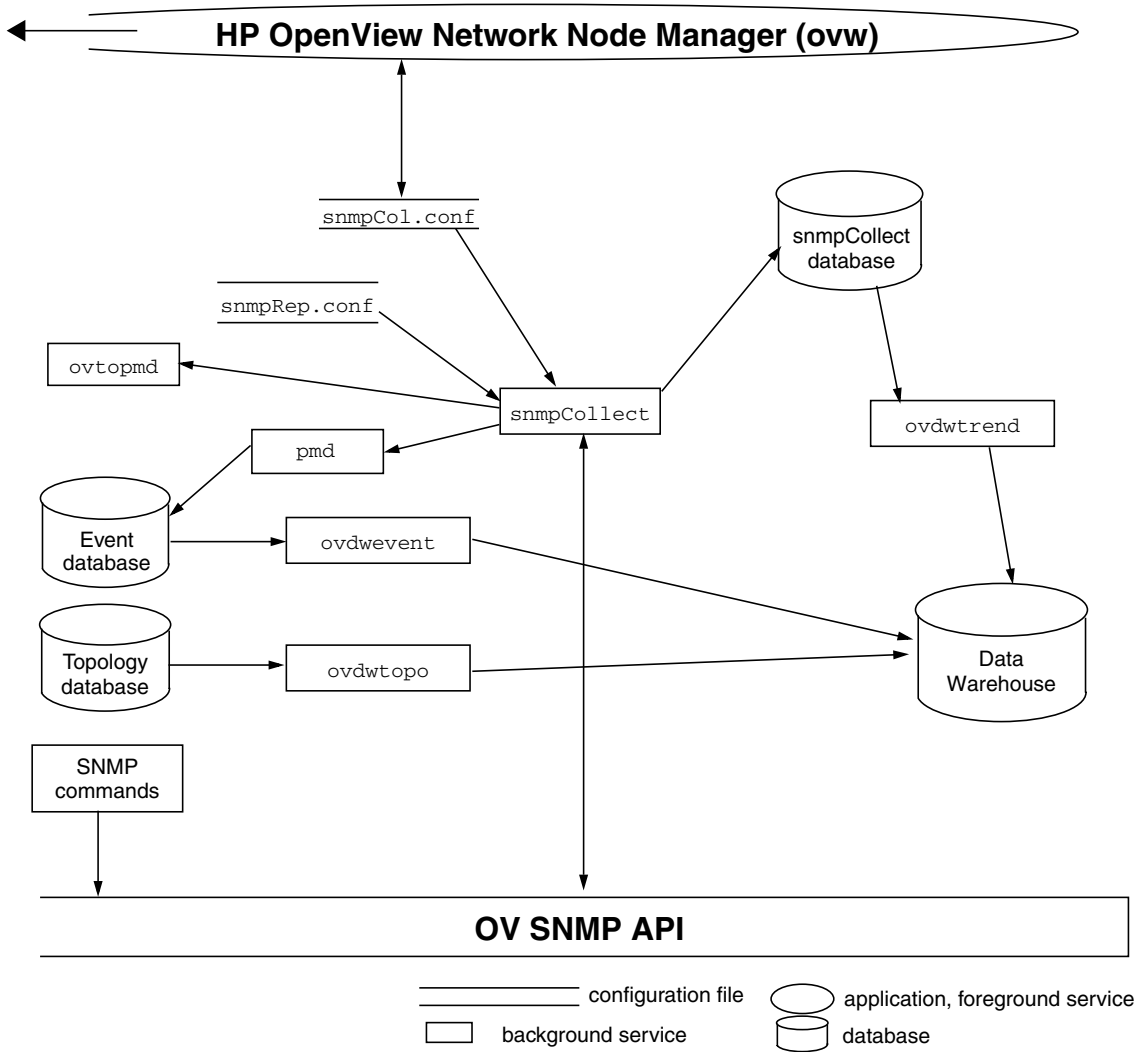 HP OpenView Network Node Manager (ovw)
snmpCol.conf
snmpCollect
database
snmpRep.conf
ovtopmd
snmpCollect
ovdwtrend
pmd
Event
database
ovdwevent
Topology
database
ovdwtopo
Data
Warehouse
SNMP
commands
OV SNMP API
configuration file
application, foreground service
background service
database